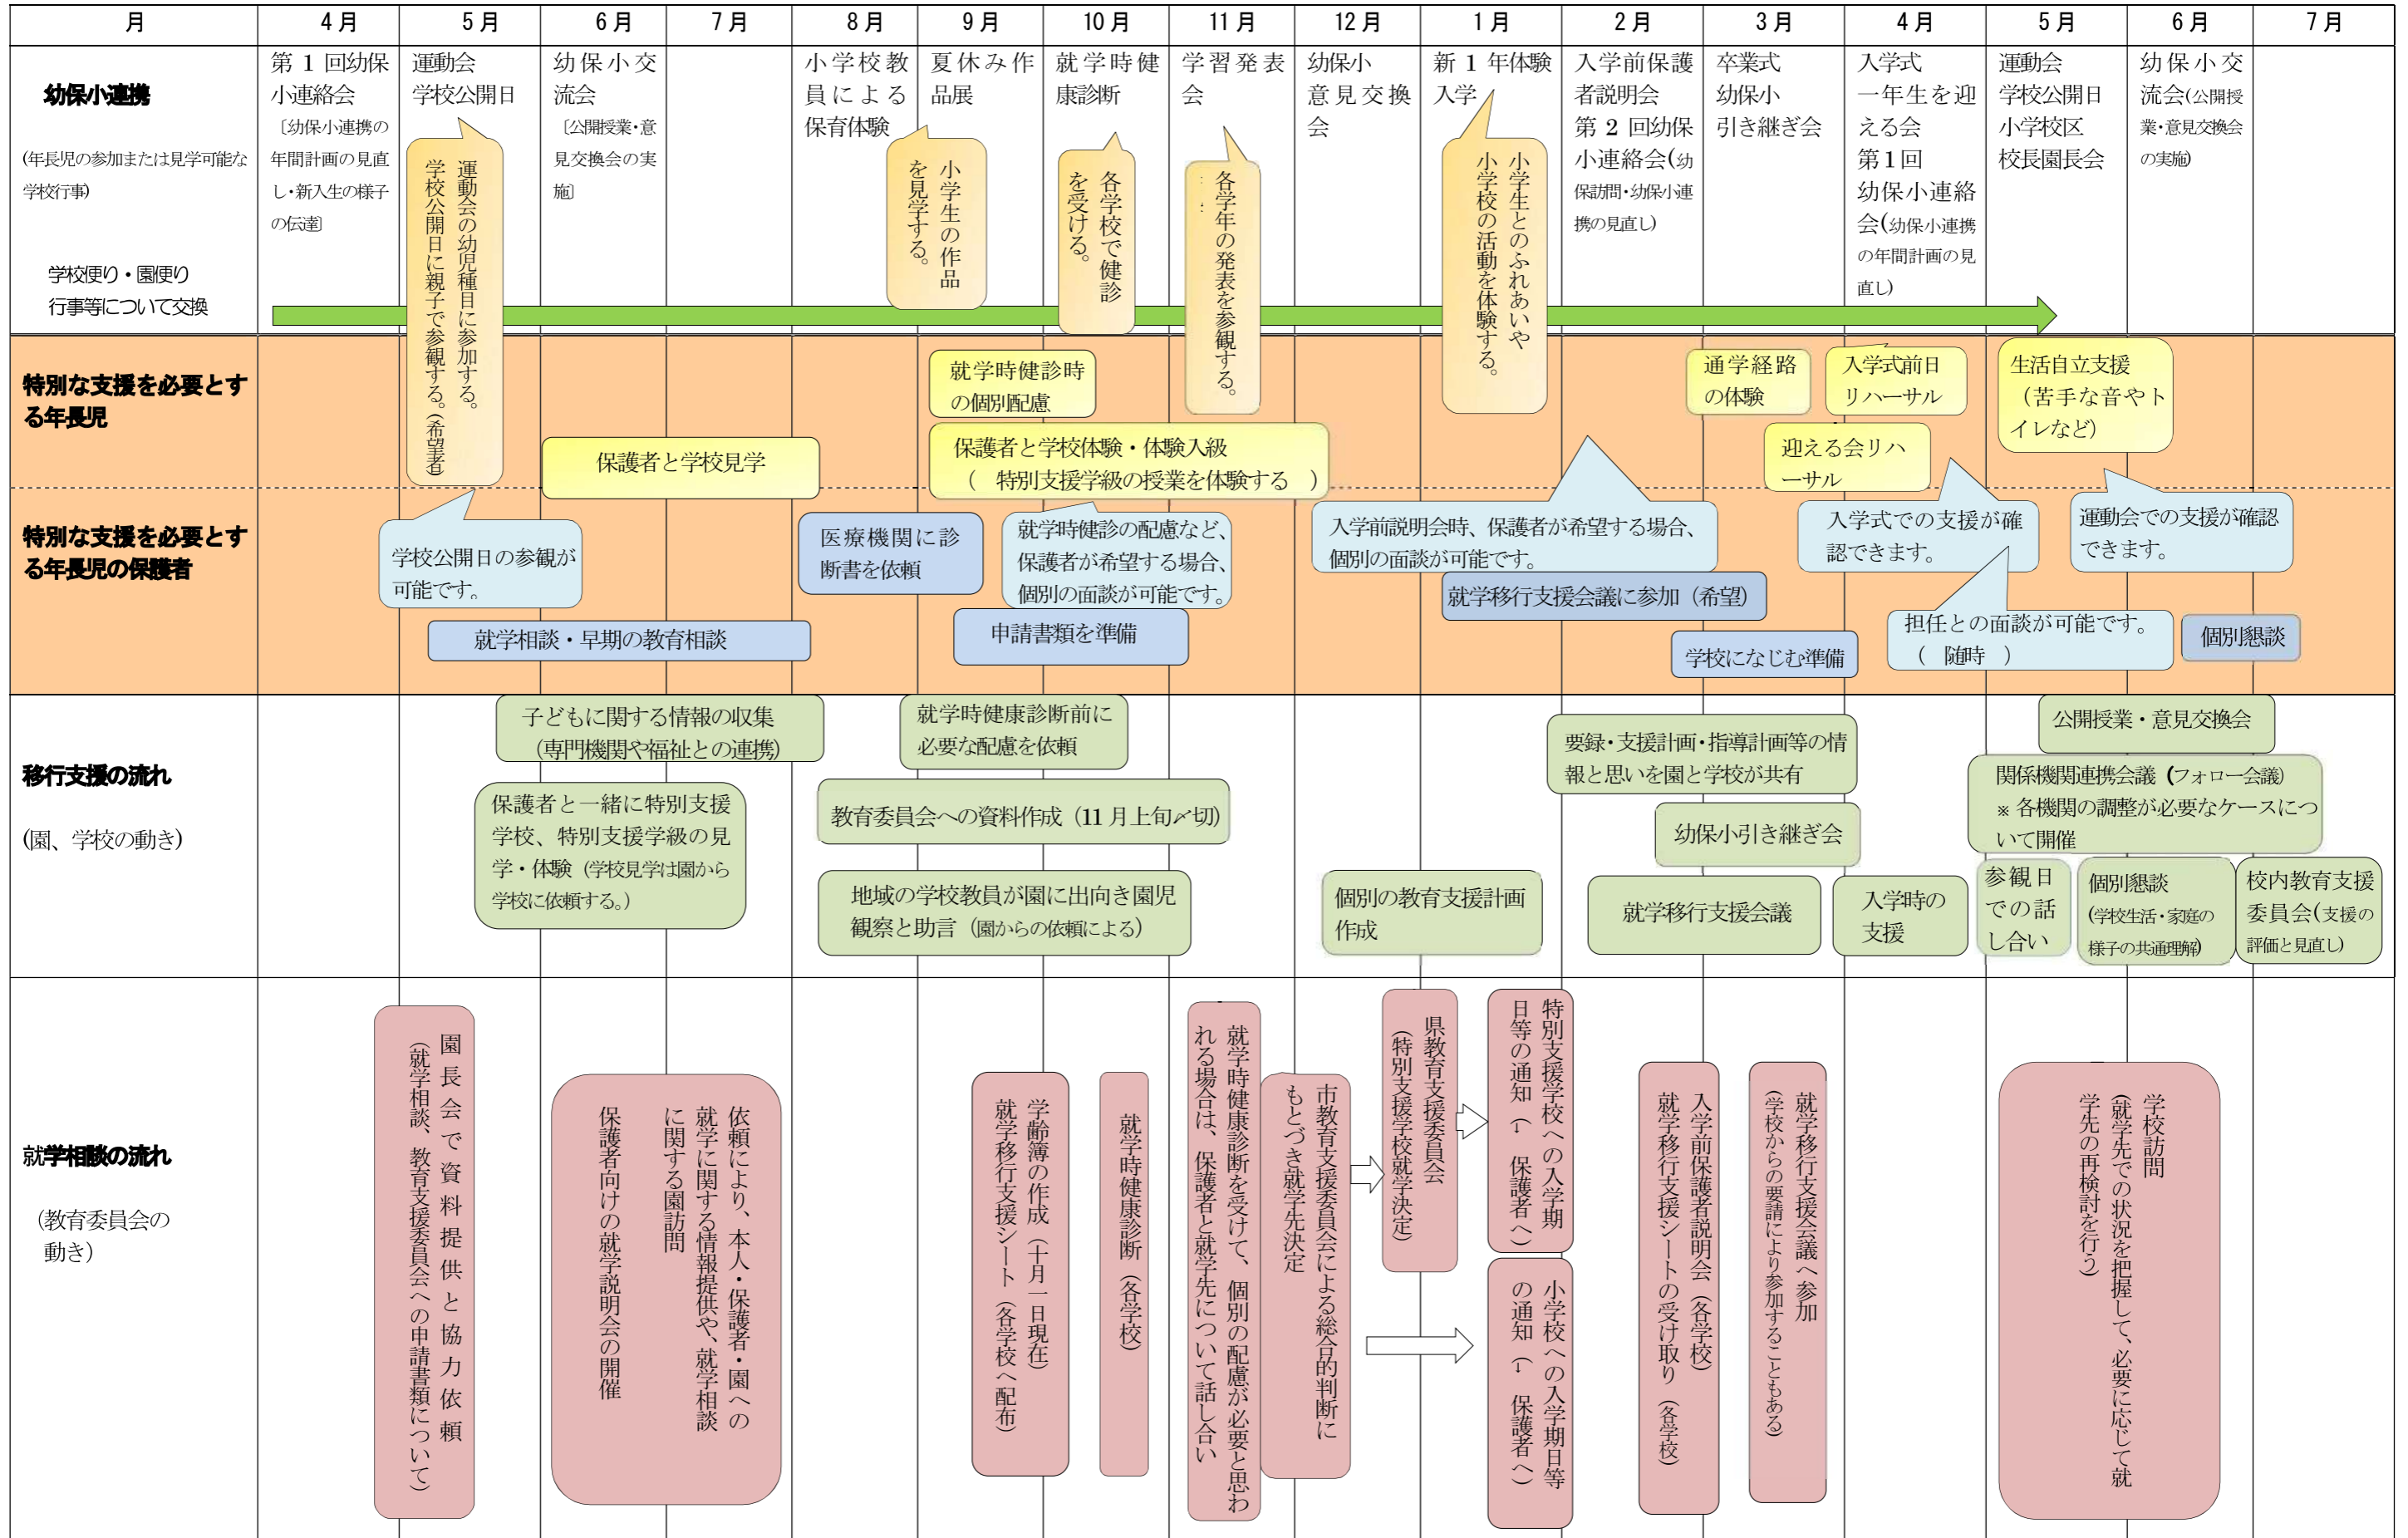 月
4月
5月
6月
7月
8月
9月
10月
11月
12月
1月
2月
3月
4月
5月
6月
7月
幼保小連携
(年長児の参加または見学可能な
学校行事)
学校便り・園便り
行事等について交換
第1回幼保
小連絡会
〔幼保小連携の
年間計画の見直
し・新入生の様子
の伝達〕
運動会
学校公開日
幼保小交
流会
〔公開授業・意
見交換会の実
施〕
小学校教
員による
保育体験
夏休み作
品展
就学時健
康診断
学習発表
会
幼保小
意見交換
会
新1年体験
入学
入学前保護
者説明会
第2回幼保
小連絡会(幼
保訪問・幼保小連
携の見直し)
卒業式
幼保小
引き継ぎ会
入学式
一年生を迎
える会
第1回
幼保小連絡
会(幼保小連携
の年間計画の見
直し)
運動会
学校公開日
小学校区
校長園長会
幼保小交
流会(公開授
業・意見交換会
の実施)
運動会の幼児種目に参加する。
学校公開日に親子で参観する。(希望者)
小学生の作品
を見学する。
各学校で健診
を受ける。
各学年の発表を参観する。
小学生とのふれあいや
小学校の活動を体験する。
特別な支援を必要とす
る年長児
保護者と学校見学
就学時健診時
の個別配慮
保護者と学校体験・体験入級
(　特別支援学級の授業を体験する　)
通学経路
の体験
入学式前日
リハーサル
迎える会リハ
ーサル
生活自立支援
(苦手な音やト
イレなど)
特別な支援を必要とす
る年長児の保護者
学校公開日の参観が
可能です。
就学相談・早期の教育相談
医療機関に診
断書を依頼
就学時健診の配慮など、
保護者が希望する場合、
個別の面談が可能です。
申請書類を準備
入学前説明会時、保護者が希望する場合、
個別の面談が可能です。
就学移行支援会議に参加（希望）
学校になじむ準備
入学式での支援が確
認できます。
担任との面談が可能です。
(　随時　)
運動会での支援が確認
できます。
個別懇談
移行支援の流れ
(園、学校の動き)
子どもに関する情報の収集
(専門機関や福祉との連携)
保護者と一緒に特別支援
学校、特別支援学級の見
学・体験（学校見学は園から
学校に依頼する。）
就学時健康診断前に
必要な配慮を依頼
教育委員会への資料作成（11月上旬〆切）
地域の学校教員が園に出向き園児
観察と助言（園からの依頼による）
個別の教育支援計画
作成
要録・支援計画・指導計画等の情
報と思いを園と学校が共有
幼保小引き継ぎ会
就学移行支援会議
入学時の
支援
公開授業・意見交換会
関係機関連携会議（フォロー会議）
※各機関の調整が必要なケースにつ
いて開催
参観日
での話
し合い
個別懇談
(学校生活・家庭の
様子の共通理解)
校内教育支援
委員会(支援の
評価と見直し)
就学相談の流れ
（教育委員会の
動き）
園長会で資料提供と協力依頼
（就学相談、教育支援委員会への申請書類について）
依頼により、本人・保護者・園への
就学に関する情報提供や、就学相談
に関する園訪問
保護者向けの就学説明会の開催
学齢簿の作成（十月一日現在）
就学移行支援シート（各学校へ配布）
就学時健康診断（各学校）
就学時健康診断を受けて、個別の配慮が必要と思わ
れる場合は、保護者と就学先について話し合い
市教育支援委員会による総合的判断に
もとづき就学先決定
県教育支援委員会
（特別支援学校就学決定）
特別支援学校への入学期
日等の通知（→　保護者へ）
小学校への入学期日等
の通知（→　保護者へ）
入学前保護者説明会（各学校）
就学移行支援シートの受け取り（各学校）
就学移行支援会議へ参加
（学校からの要請により参加することもある）
学校訪問
（就学先での状況を把握して、必要に応じて就
学先の再検討を行う）